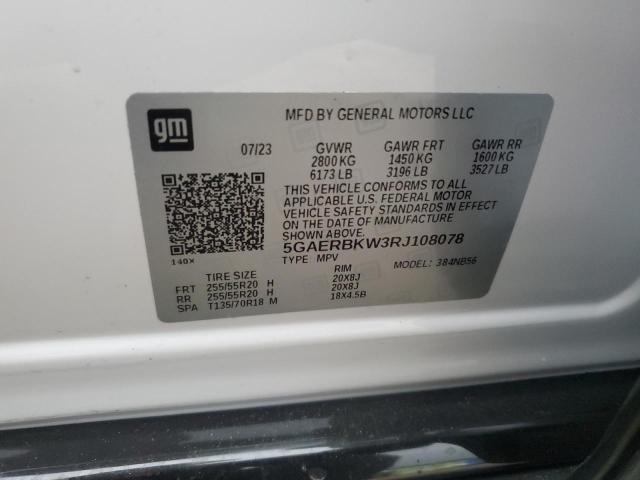 gm
MFD BY GENERAL MOTORS LLC
07/23 GVWR GAWR FRT GAWR RR
2800 KG 1450 KG 1600 KG
6173 LB 3196 LB 3527 LB
THIS VEHICLE CONFORMS TO ALL
APPLICABLE U.S. FEDERAL MOTOR
VEHICLE SAFETY STANDARDS IN EFFECT
ON THE DATE OF MANUFACTURE
SHOWN ABOVE.
5GAERBKW3RJ108078
TYPE: MPV MODEL: 384NB56
140X
TIRE SIZE RIM
FRT 255/55R20 H 20X8J
RR 255/55R20 H 20X8J
SPA T135/70R18 M 18X4.5B